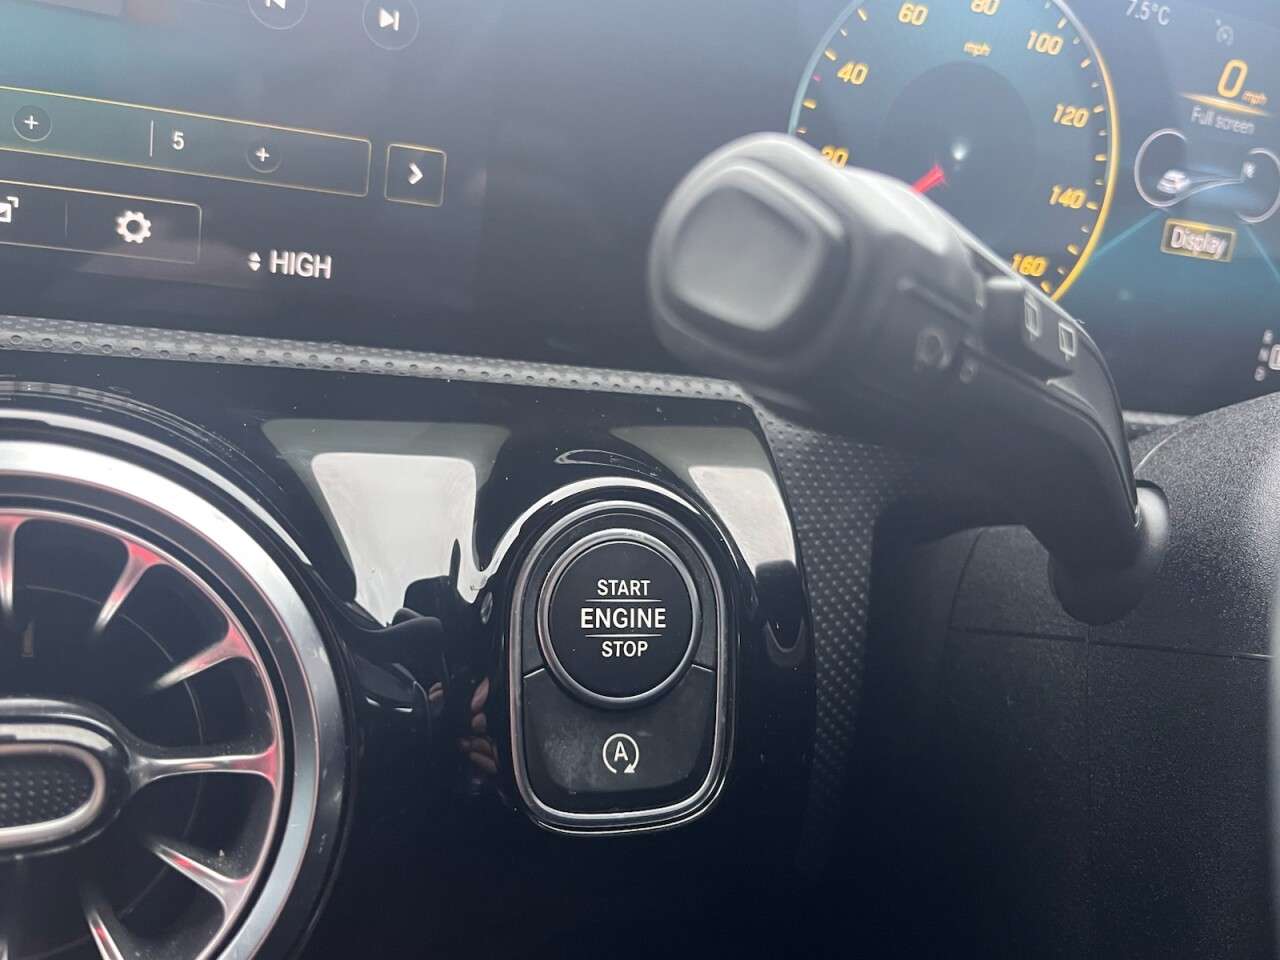 60
80
100
mph
40
120
20
140
160
7.5°C
0 mph
Full screen
Display
5
HIGH
START
ENGINE
STOP
A